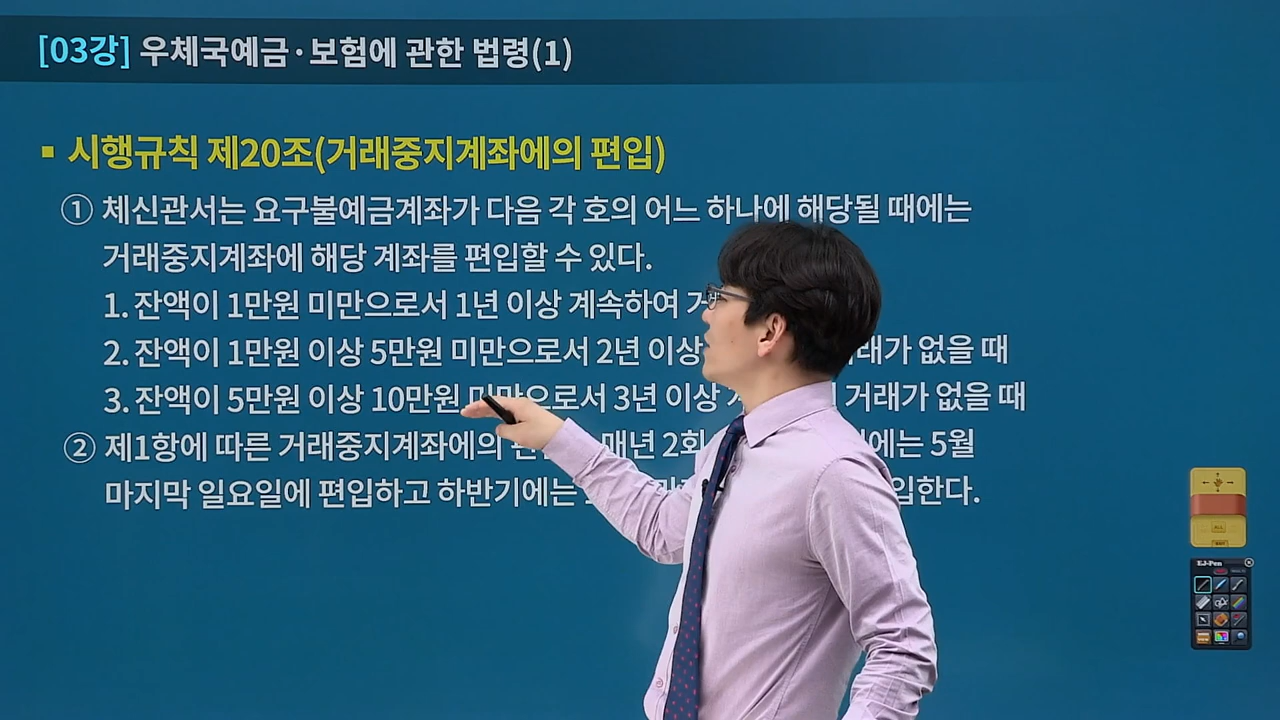 [03강] 우체국예금·보험에 관한 법령(1)
▪ 시행규칙 제20조(거래중지계좌에의 편입)
① 체신관서는 요구불예금계좌가 다음 각 호의 어느 하나에 해당될 때에는
거래중지계좌에 해당 계좌를 편입할 수 있다.
1. 잔액이 1만원 미만으로서 1년 이상 계속하여
2. 잔액이 1만원 이상 5만원 미만으로서 2년 이상 없을 때
3. 잔액이 5만원 이상 10만원 미만으로서 3년 이상 거래가 없을 때
② 제1항에 따른 거래중지계좌에의 매년 2회 5월
마지막 일요일에 편입하고 하반기에는
EJ-Pen
ALL